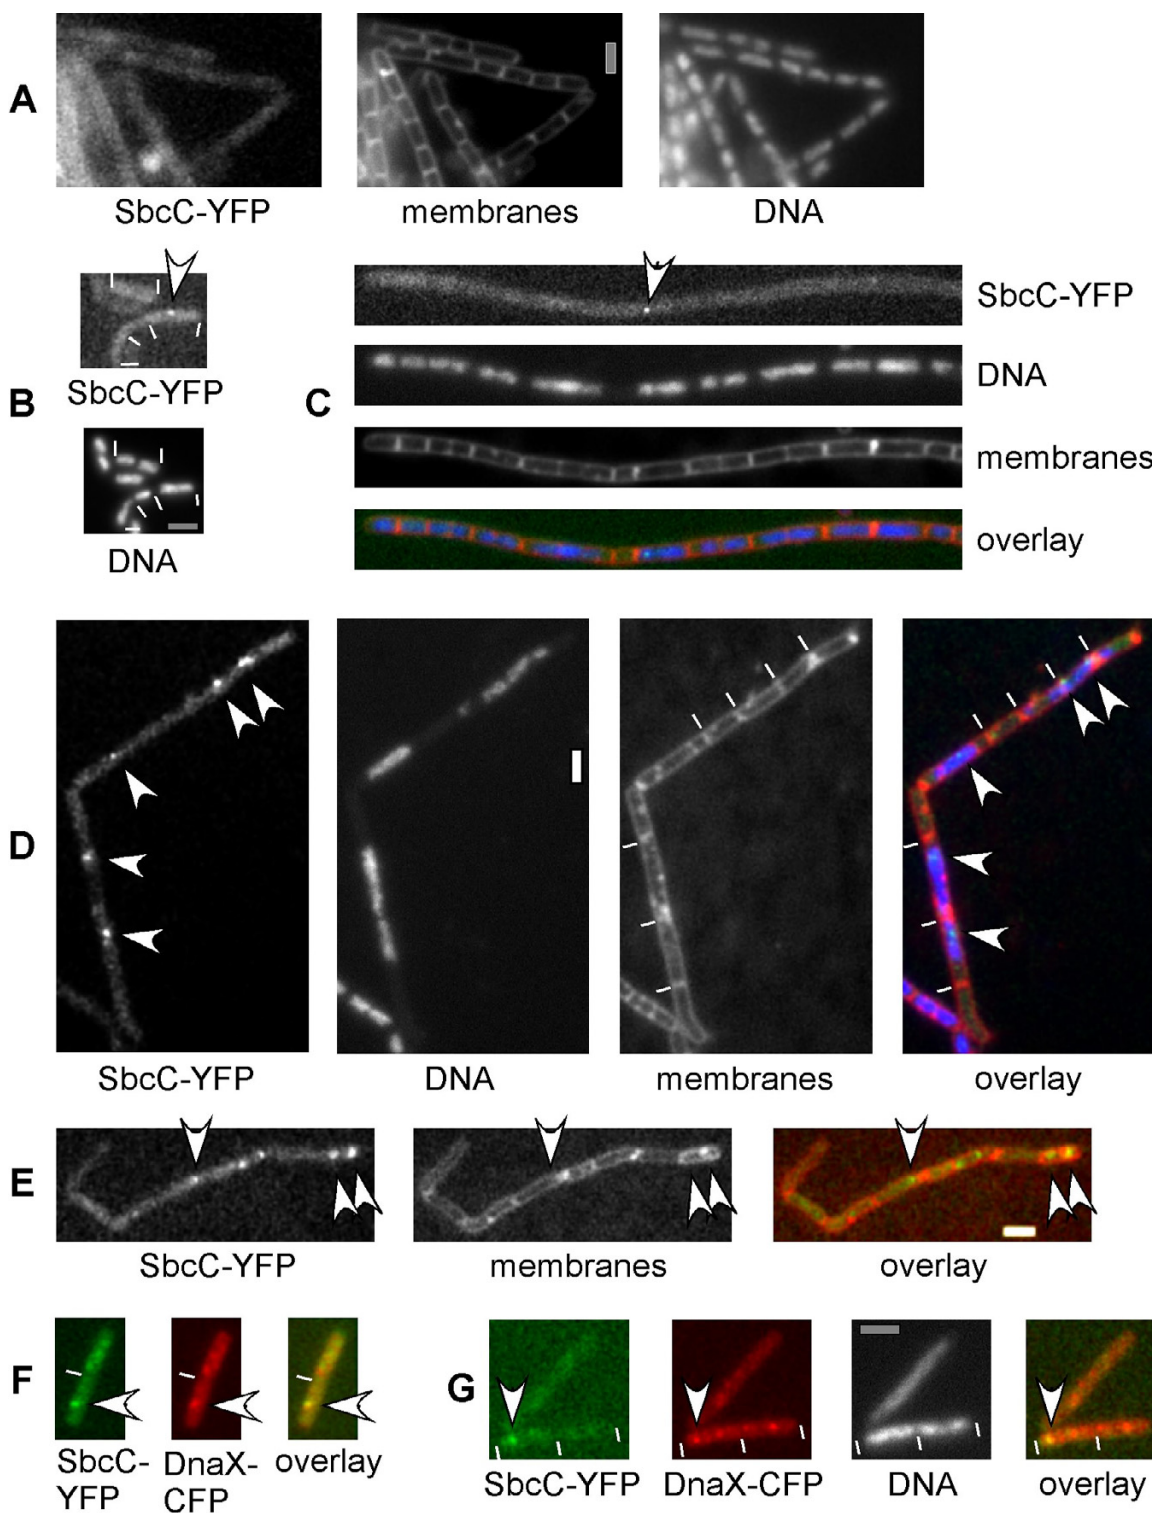 A
SbcC-YFP
membranes
DNA
B
SbcC-YFP
DNA
C
SbcC-YFP
DNA
membranes
overlay
D
SbcC-YFP
DNA
membranes
overlay
E
SbcC-YFP
membranes
overlay
F
SbcC-
YFP
DnaX-
CFP
overlay
G
SbcC-YFP
DnaX-CFP
DNA
overlay